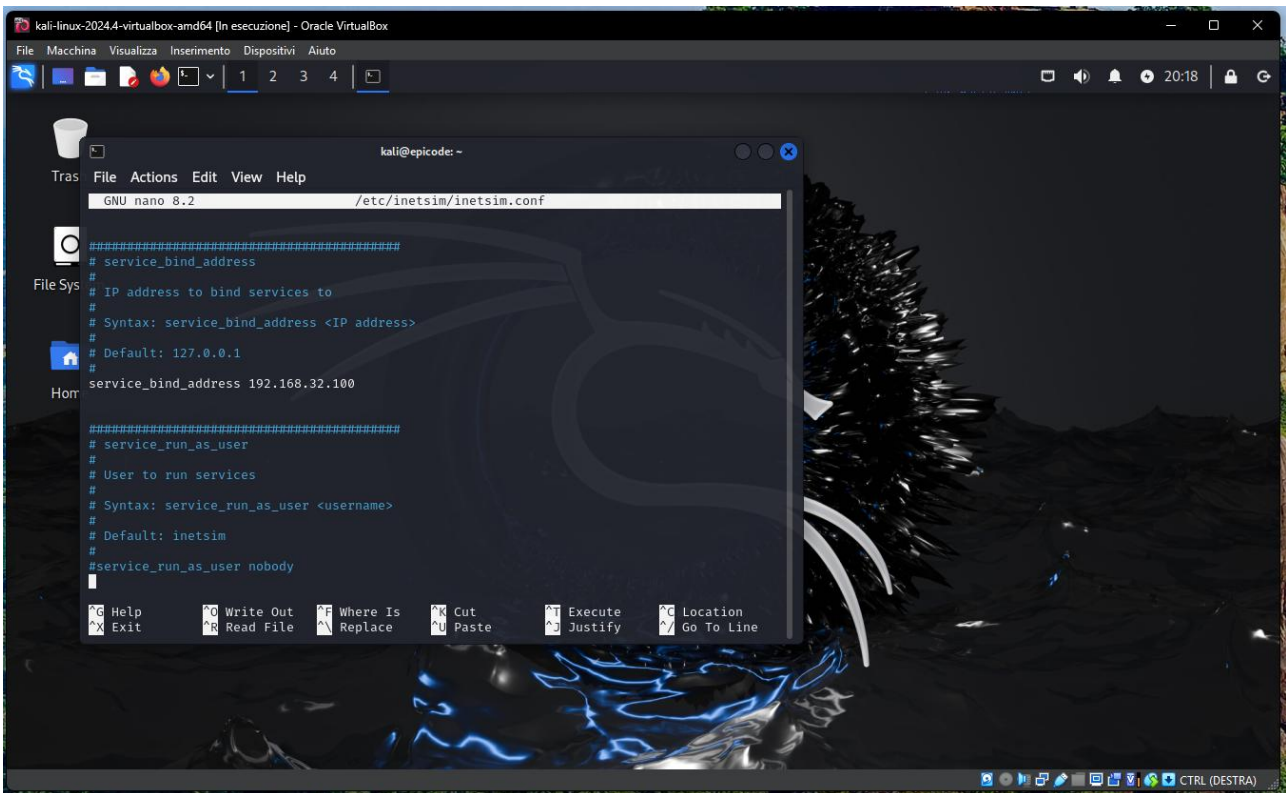 kali-linux-2024.4-virtualbox-amd64 [In esecuzione] - Oracle VirtualBox
File Macchina Visualizza Inserimento Dispositivi Aiuto
1 2 3 4 20:18
kali@epicode: ~
Tras
File Actions Edit View Help
GNU nano 8.2 /etc/inetsim/inetsim.conf
#########################################
# service_bind_address
#
File Sys
# IP address to bind services to
#
# Syntax: service_bind_address <IP address>
#
# Default: 127.0.0.1
#
service_bind_address 192.168.32.100
Hom
#########################################
# service_run_as_user
#
# User to run services
#
# Syntax: service_run_as_user <username>
#
# Default: inetsim
#
#service_run_as_user nobody
^G Help ^O Write Out ^F Where Is ^K Cut ^T Execute ^C Location
^X Exit ^R Read File ^\ Replace ^U Paste ^J Justify ^/ Go To Line
CTRL (DESTRA)